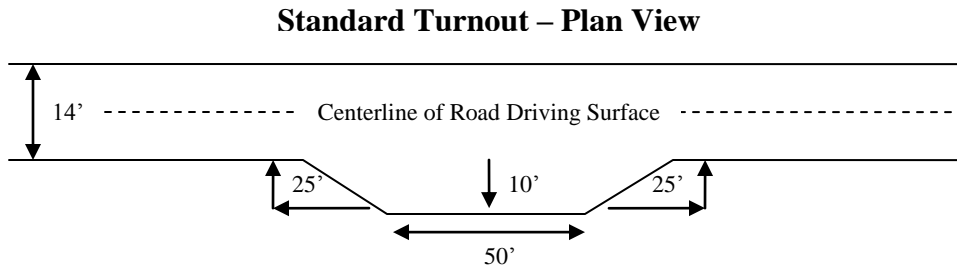 Standard Turnout – Plan View
14’
Centerline of Road Driving Surface
25’
10’
25’
50’